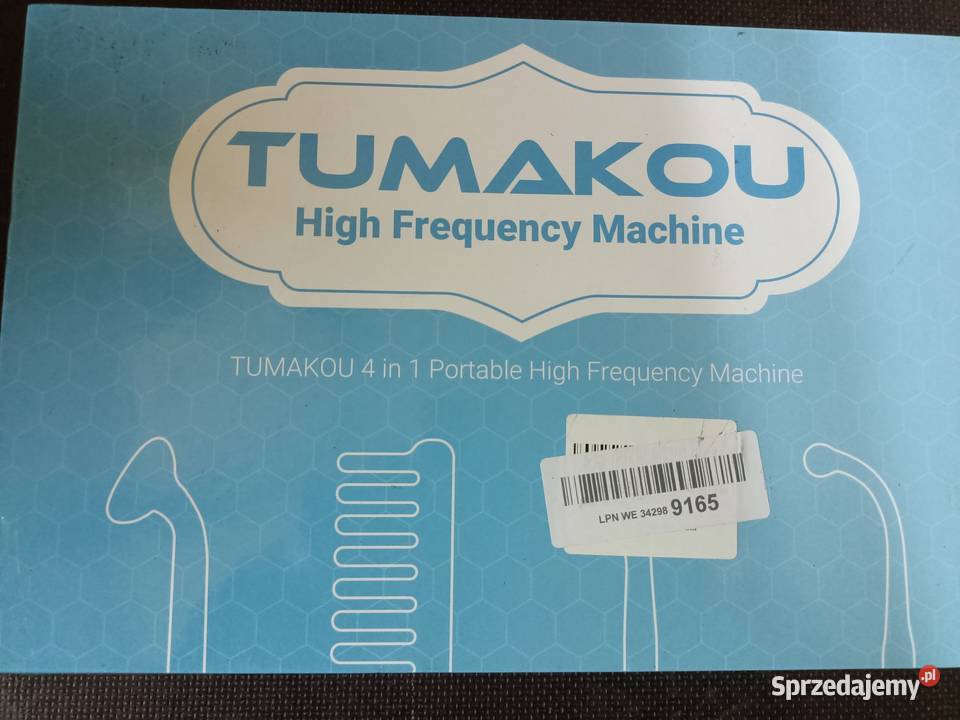 TUMAKOU
High Frequency Machine
TUMAKOU 4 in 1 Portable High Frequency Machine
LPN WE 34298 9165
Sprzedajemy.pl